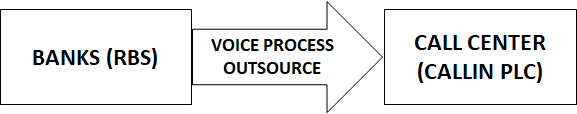 BANKS (RBS)
VOICE PROCESS
OUTSOURCE
CALL CENTER
(CALLIN PLC)